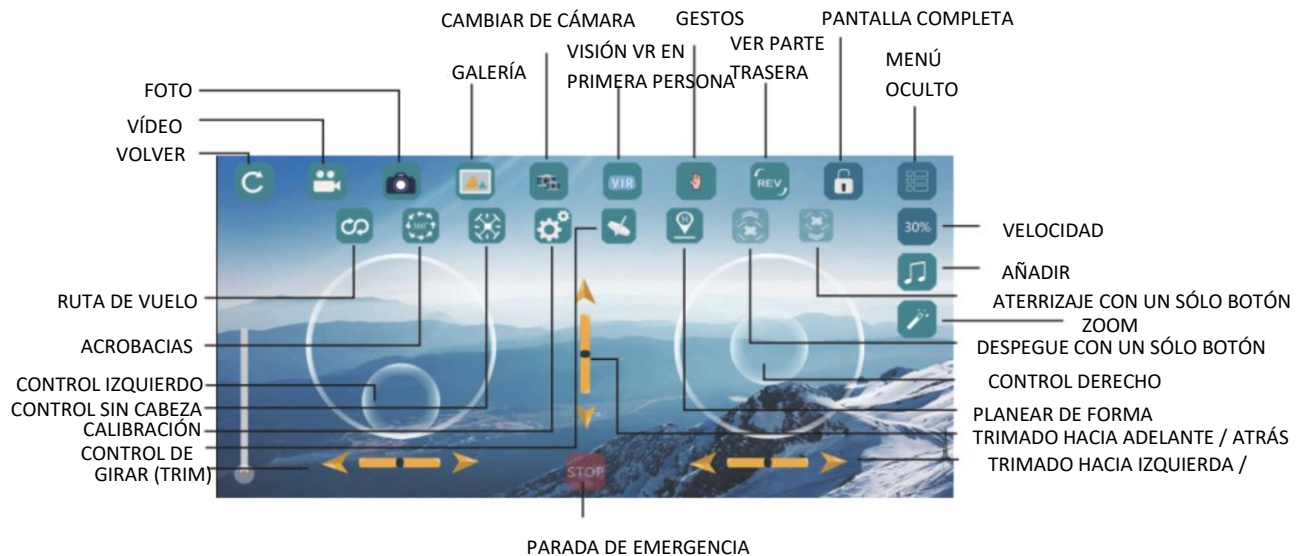 CAMBIAR DE CÁMARA
GESTOS
PANTALLA COMPLETA
GALERÍA
VISIÓN VR EN
PRIMERA PERSONA
VER PARTE
TRASERA
MENÚ
OCULTO
FOTO
VÍDEO
VOLVER
VIR
REV
360°
30%
VELOCIDAD
AÑADIR
RUTA DE VUELO
ATERRIZAJE CON UN SÓLO BOTÓN
ZOOM
ACROBACIAS
DESPEGUE CON UN SÓLO BOTÓN
CONTROL IZQUIERDO
CONTROL DERECHO
CONTROL SIN CABEZA
PLANEAR DE FORMA
CALIBRACIÓN
TRIMADO HACIA ADELANTE / ATRÁS
CONTROL DE
GIRAR (TRIM)
TRIMADO HACIA IZQUIERDA /
STOP
PARADA DE EMERGENCIA